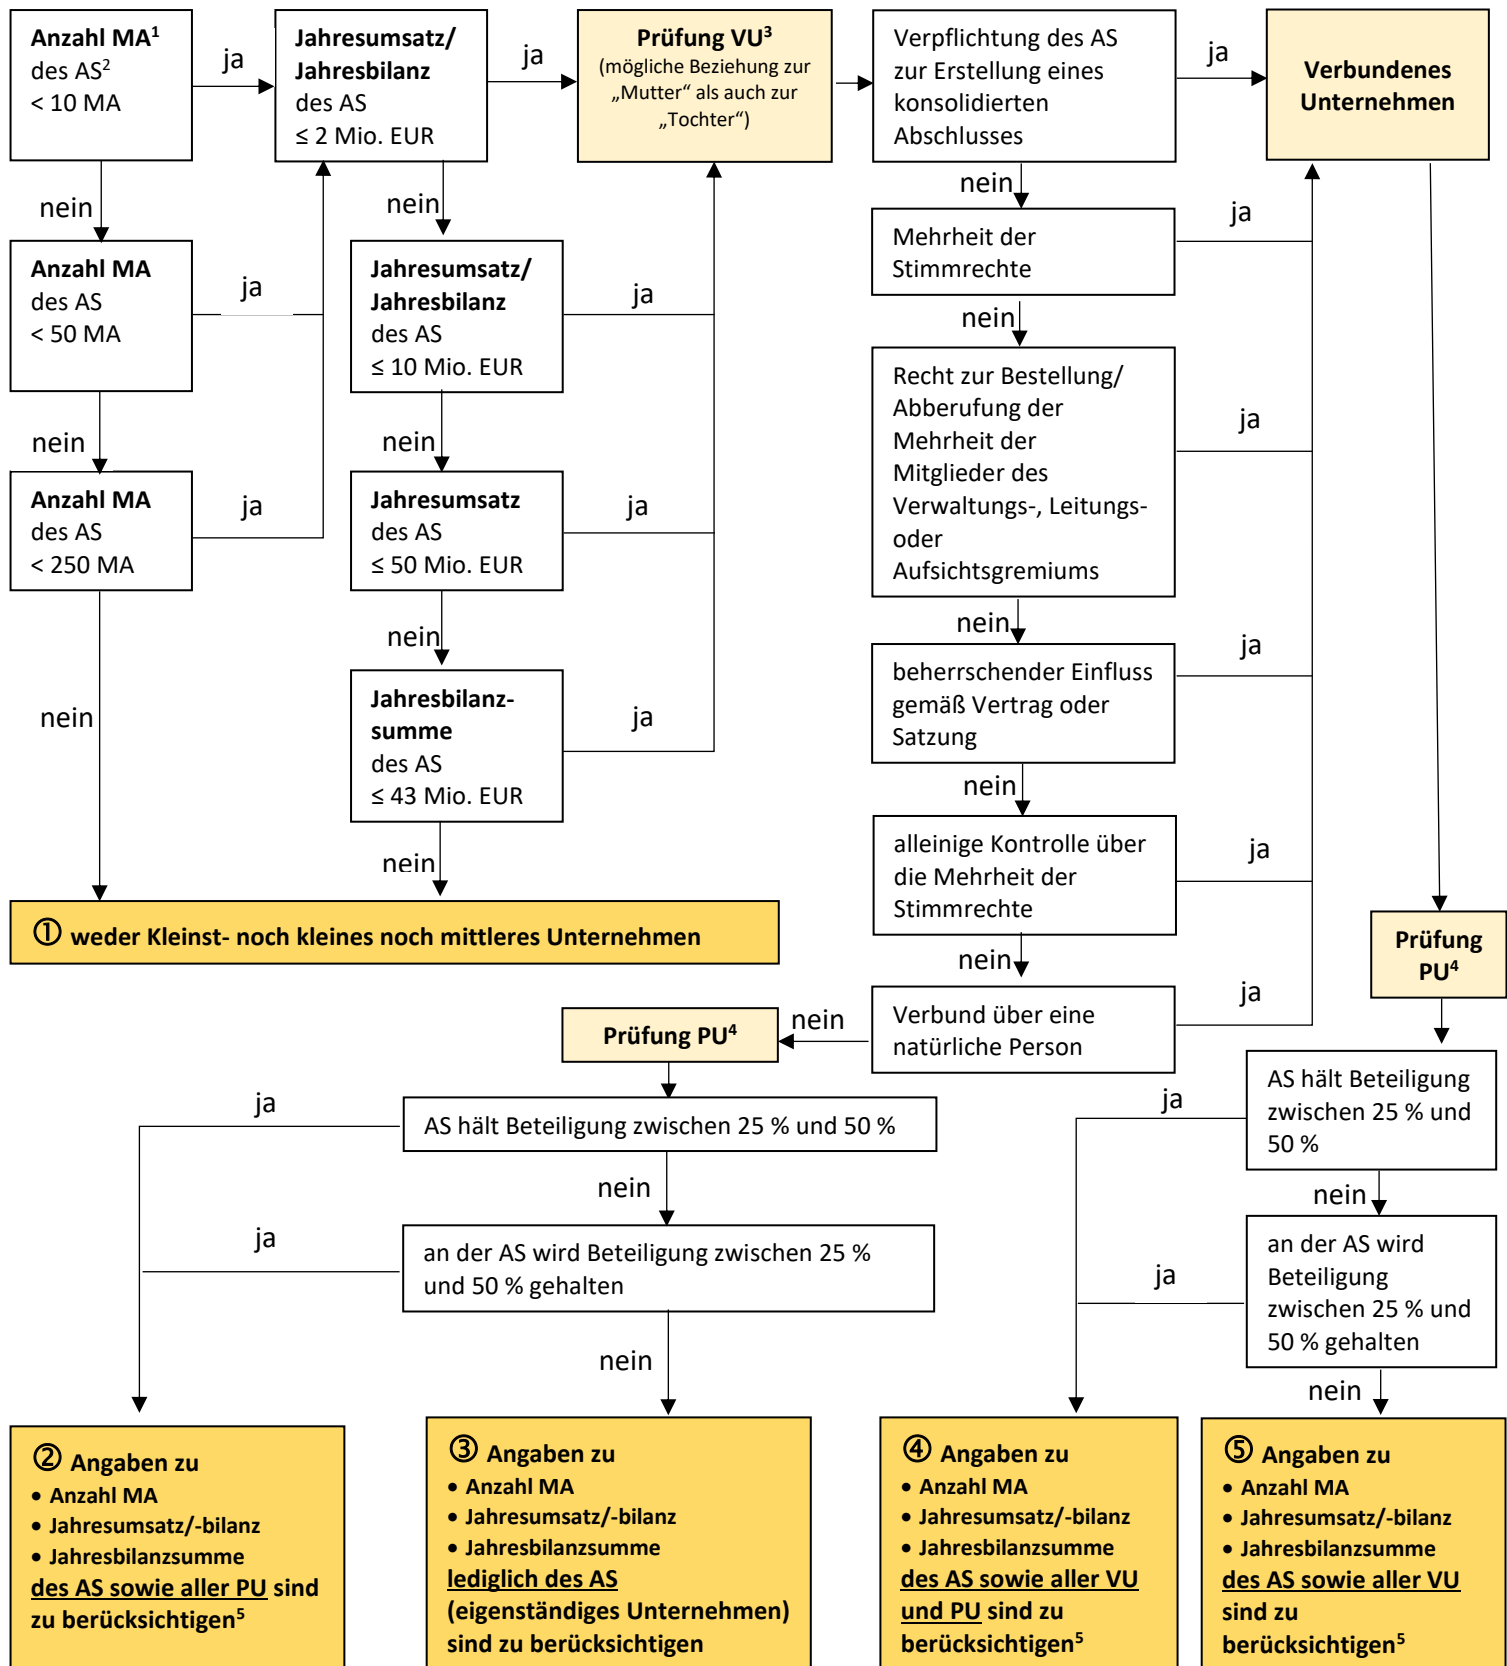 Anzahl MA¹
des AS²
< 10 MA
ja
Jahresumsatz/
Jahresbilanz
des AS
≤ 2 Mio. EUR
ja
Prüfung VU³
(mögliche Beziehung zur
„Mutter“ als auch zur
„Tochter“)
Verpflichtung des AS
zur Erstellung eines
konsolidierten
Abschlusses
ja
Verbundenes
Unternehmen
nein
nein
nein
Anzahl MA
des AS
< 50 MA
ja
Jahresumsatz/
Jahresbilanz
des AS
≤ 10 Mio. EUR
ja
Mehrheit der
Stimmrechte
ja
nein
nein
nein
Recht zur Bestellung/
Abberufung der
Mehrheit der
Mitglieder des
Verwaltungs-, Leitungs-
oder
Aufsichtsgremiums
ja
Anzahl MA
des AS
< 250 MA
ja
Jahresumsatz
des AS
≤ 50 Mio. EUR
ja
nein
nein
nein
beherrschender Einfluss
gemäß Vertrag oder
Satzung
ja
Jahresbilanz-
summe
des AS
≤ 43 Mio. EUR
ja
nein
nein
alleinige Kontrolle über
die Mehrheit der
Stimmrechte
ja
① weder Kleinst- noch kleines noch mittleres Unternehmen
Prüfung
PU⁴
nein
Verbund über eine
natürliche Person
ja
nein
Prüfung PU⁴
AS hält Beteiligung zwischen 25 % und 50 %
ja
AS hält Beteiligung
zwischen 25 % und
50 %
ja
nein
nein
an der AS wird Beteiligung zwischen 25 %
und 50 % gehalten
ja
an der AS wird
Beteiligung
zwischen 25 % und
50 % gehalten
ja
nein
nein
② Angaben zu
• Anzahl MA
• Jahresumsatz/-bilanz
• Jahresbilanzsumme
des AS sowie aller PU sind
zu berücksichtigen⁵
③ Angaben zu
• Anzahl MA
• Jahresumsatz/-bilanz
• Jahresbilanzsumme
lediglich des AS
(eigenständiges Unternehmen)
sind zu berücksichtigen
④ Angaben zu
• Anzahl MA
• Jahresumsatz/-bilanz
• Jahresbilanzsumme
des AS sowie aller VU
und PU sind zu
berücksichtigen⁵
⑤ Angaben zu
• Anzahl MA
• Jahresumsatz/-bilanz
• Jahresbilanzsumme
des AS sowie aller VU
sind zu
berücksichtigen⁵